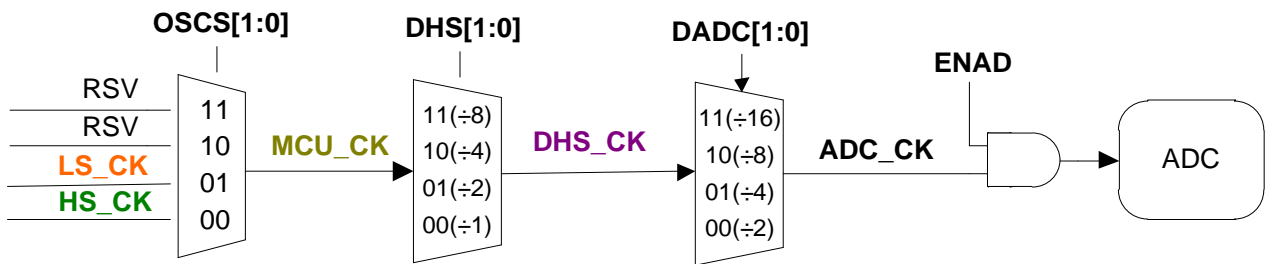 OSCS[1:0]
DHS[1:0]
DADC[1:0]
ENAD
RSV
RSV
LS_CK
HS_CK
11
10
01
00
MCU_CK
11(÷8)
10(÷4)
01(÷2)
00(÷1)
DHS_CK
11(÷16)
10(÷8)
01(÷4)
00(÷2)
ADC_CK
ADC